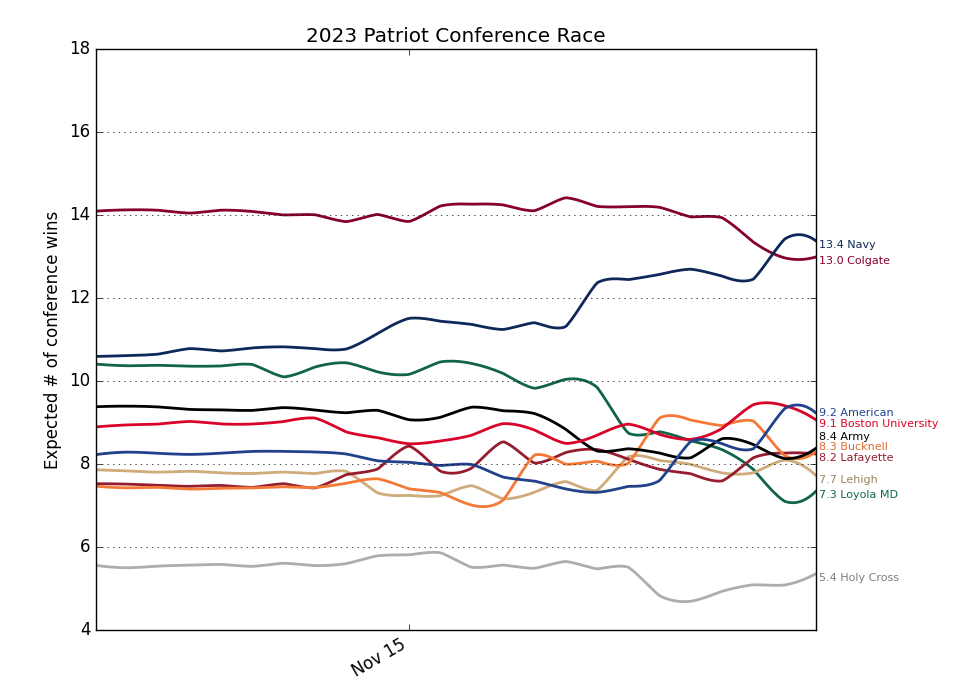 2023 Patriot Conference Race
Expected # of conference wins
18
16
14
12
10
8
6
4
Nov 15
13.4 Navy
13.0 Colgate
9.2 American
9.1 Boston University
8.4 Army
8.3 Bucknell
8.2 Lafayette
7.7 Lehigh
7.3 Loyola MD
5.4 Holy Cross